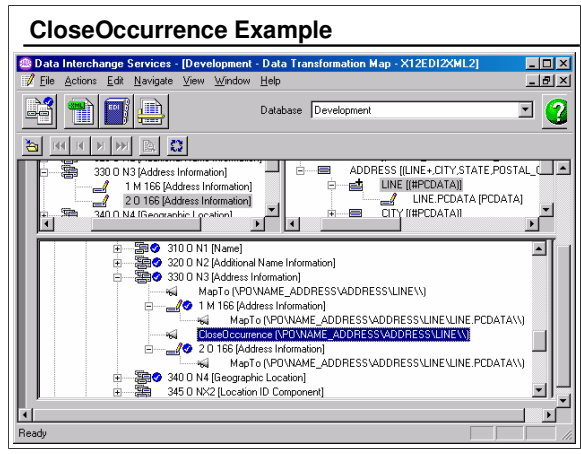 CloseOccurrence Example
Data Interchange Services - [Development - Data Transformation Map - X12EDI2XML2]
File Actions Edit Navigate View Window Help
EDI
Database Development
330 O N3 [Address Information]
1 M 166 [Address Information]
2 O 166 [Address Information]
340 O N4 [Geographic Location]
ADDRESS [(LINE+,CITY,STATE,POSTAL_C
LINE [(#PCDATA)]
LINE.PCDATA [PCDATA]
CITY [(#PCDATA)]
310 O N1 [Name]
320 O N2 [Additional Name Information]
330 O N3 [Address Information]
MapTo (\PO\NAME_ADDRESS\ADDRESS\LINE\\)
1 M 166 [Address Information]
MapTo (\PO\NAME_ADDRESS\ADDRESS\LINE\LINE.PCDATA\\)
CloseOccurrence (\PO\NAME_ADDRESS\ADDRESS\LINE\\)
2 O 166 [Address Information]
MapTo (\PO\NAME_ADDRESS\ADDRESS\LINE\LINE.PCDATA\\)
340 O N4 [Geographic Location]
345 O NX2 [Location ID Component]
Ready